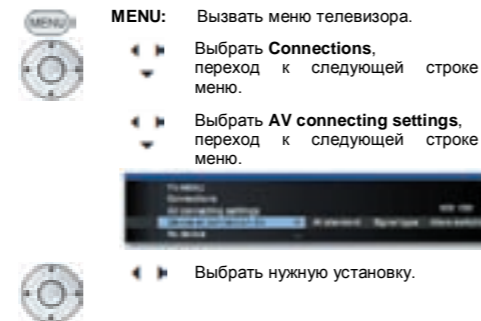 MENU: Вызвать меню телевизора.
Выбрать Connections,
переход к следующей строке
меню.
Выбрать AV connecting settings,
переход к следующей строке
меню.
TV-MENU
Connections
AV connecting settings
Выбрать нужную установку.